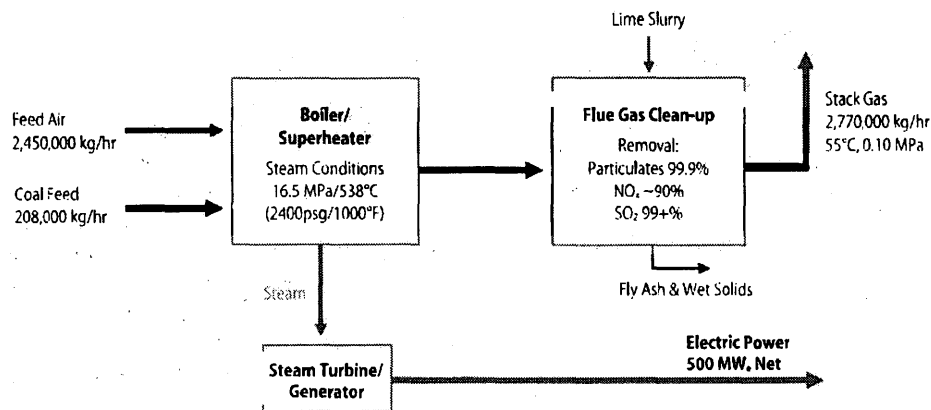 Lime Slurry
Feed Air
2,450,000 kg/hr
Coal Feed
208,000 kg/hr
Boiler/
Superheater
Steam Conditions
16.5 MPa/538°C
(2400psg/1000°F)
Flue Gas Clean-up
Removal:
Particulates 99.9%
NOₓ ~90%
SO₂ 99+%
Stack Gas
2,770,000 kg/hr
55°C, 0.10 MPa
Fly Ash & Wet Solids
Steam
Steam Turbine/
Generator
Electric Power
500 MWₑ Net